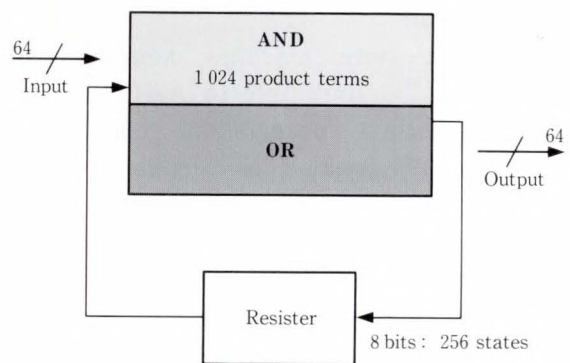 AND
64
1 024 product terms
Input
OR
64
Output
Resister
8 bits : 256 states